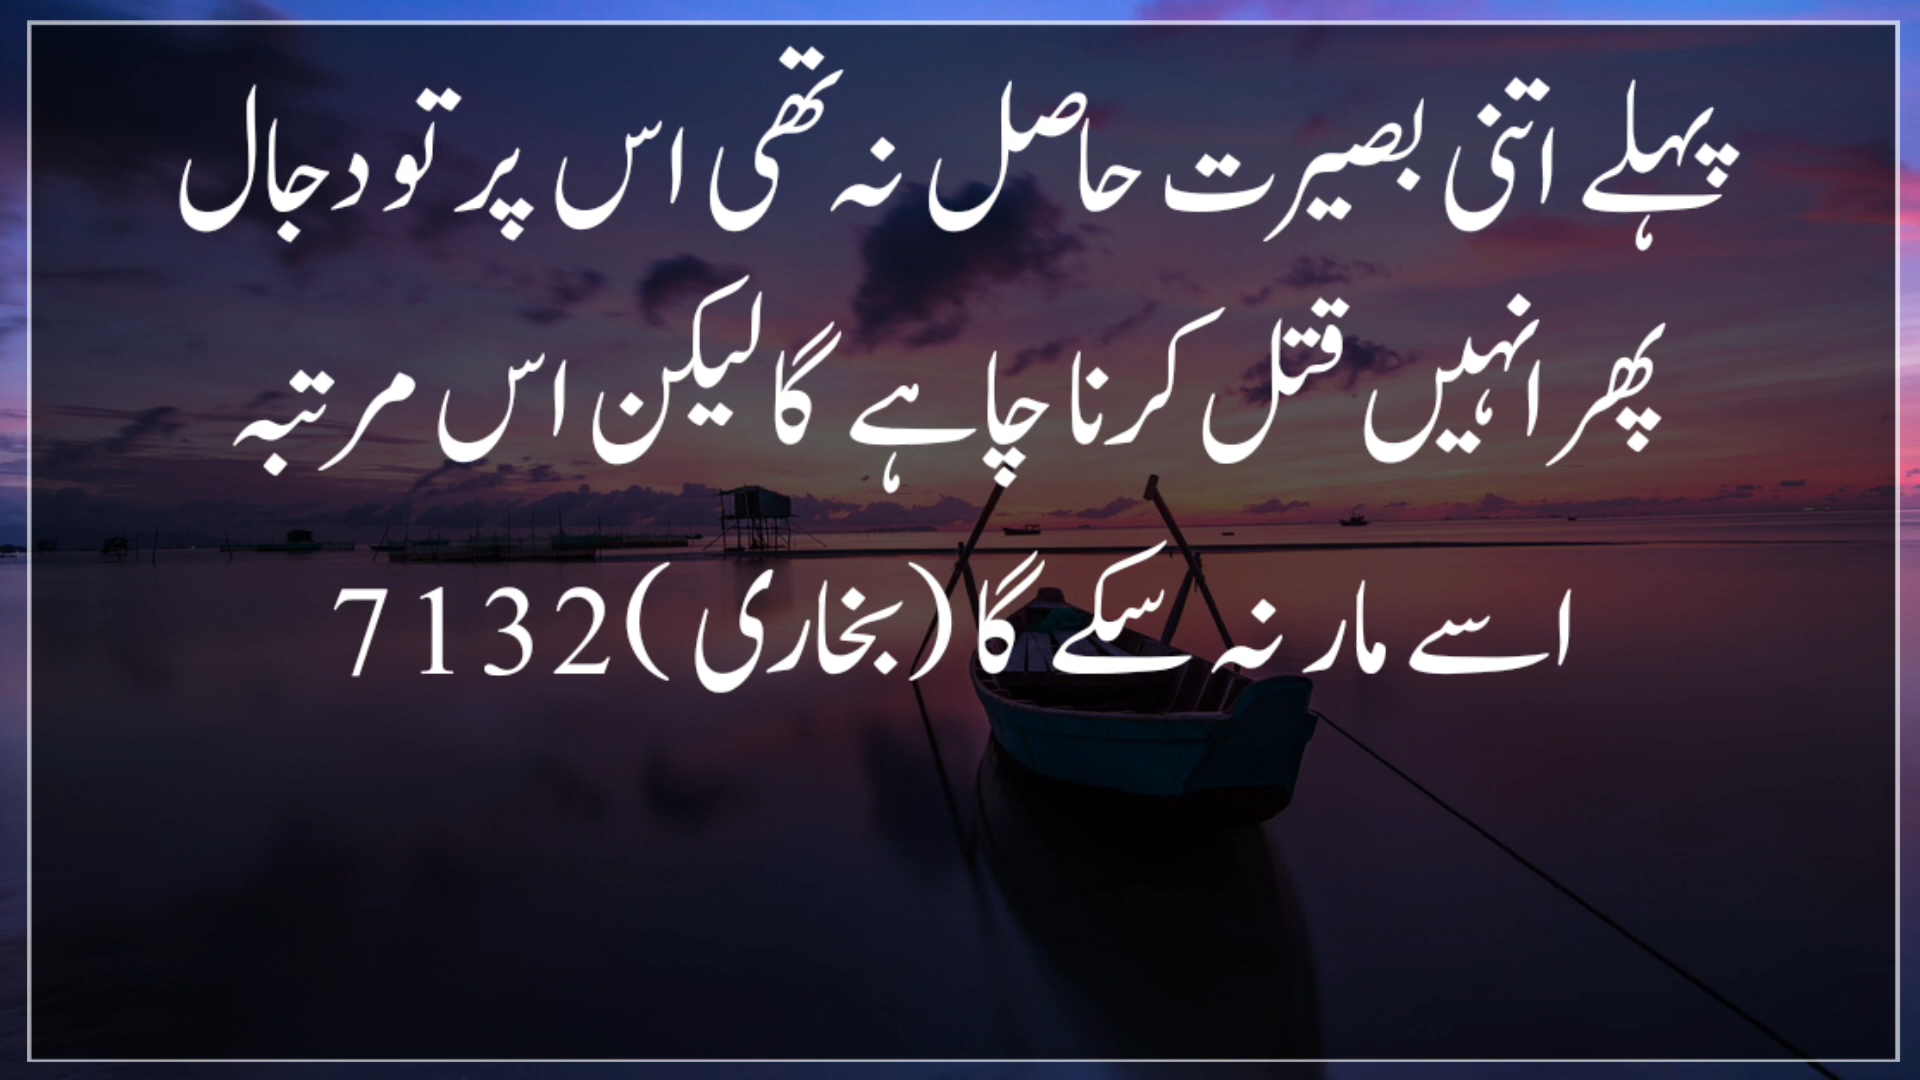 پہلے اتنی بصیرت حاصل نہ تھی اس پر تو دجال
پھر انہیں قتل کرنا چاہے گا لیکن اس مرتبہ
اسے مار نہ سکے گا (بخاری) 7132